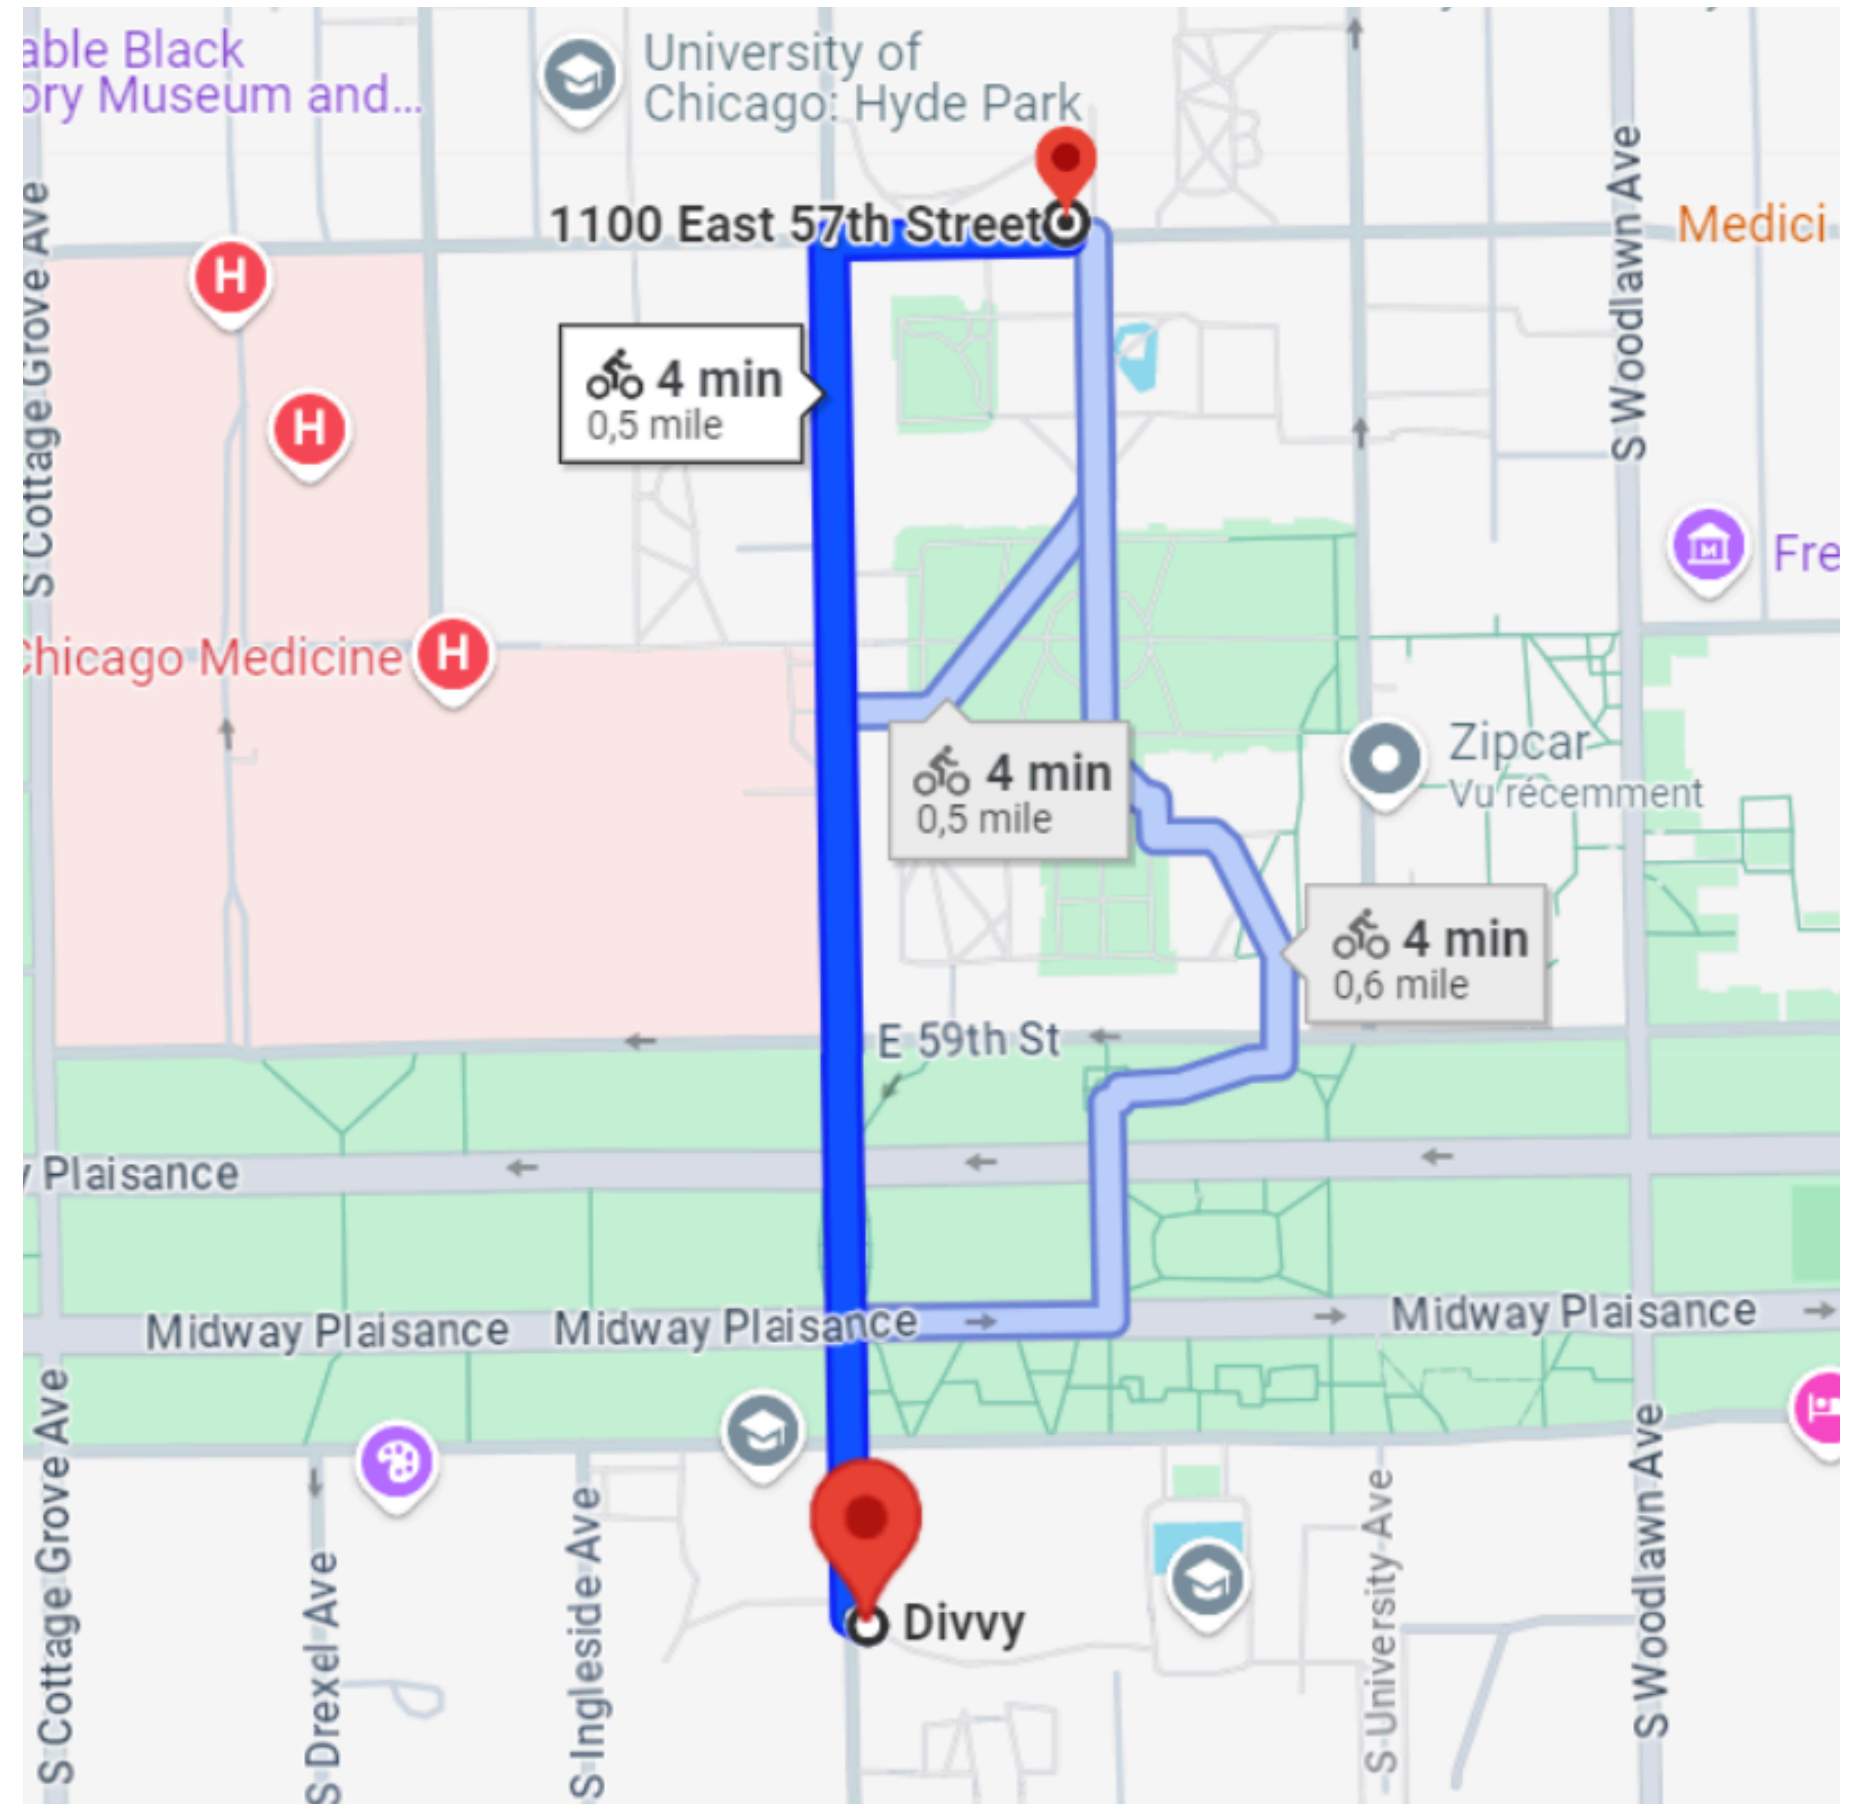 able Black
ory Museum and...
University of
Chicago: Hyde Park
S Woodlawn Ave
S Cottage Grove Ave
1100 East 57th Street
Medici
H
H
4 min
0,5 mile
Fre
Chicago Medicine
H
4 min
0,5 mile
Zipcar
Vu récemment
4 min
0,6 mile
E 59th St
y Plaisance
Midway Plaisance
Midway Plaisance
Midway Plaisance
S Cottage Grove Ave
S Drexel Ave
S Ingleside Ave
Divvy
S University Ave
S Woodlawn Ave